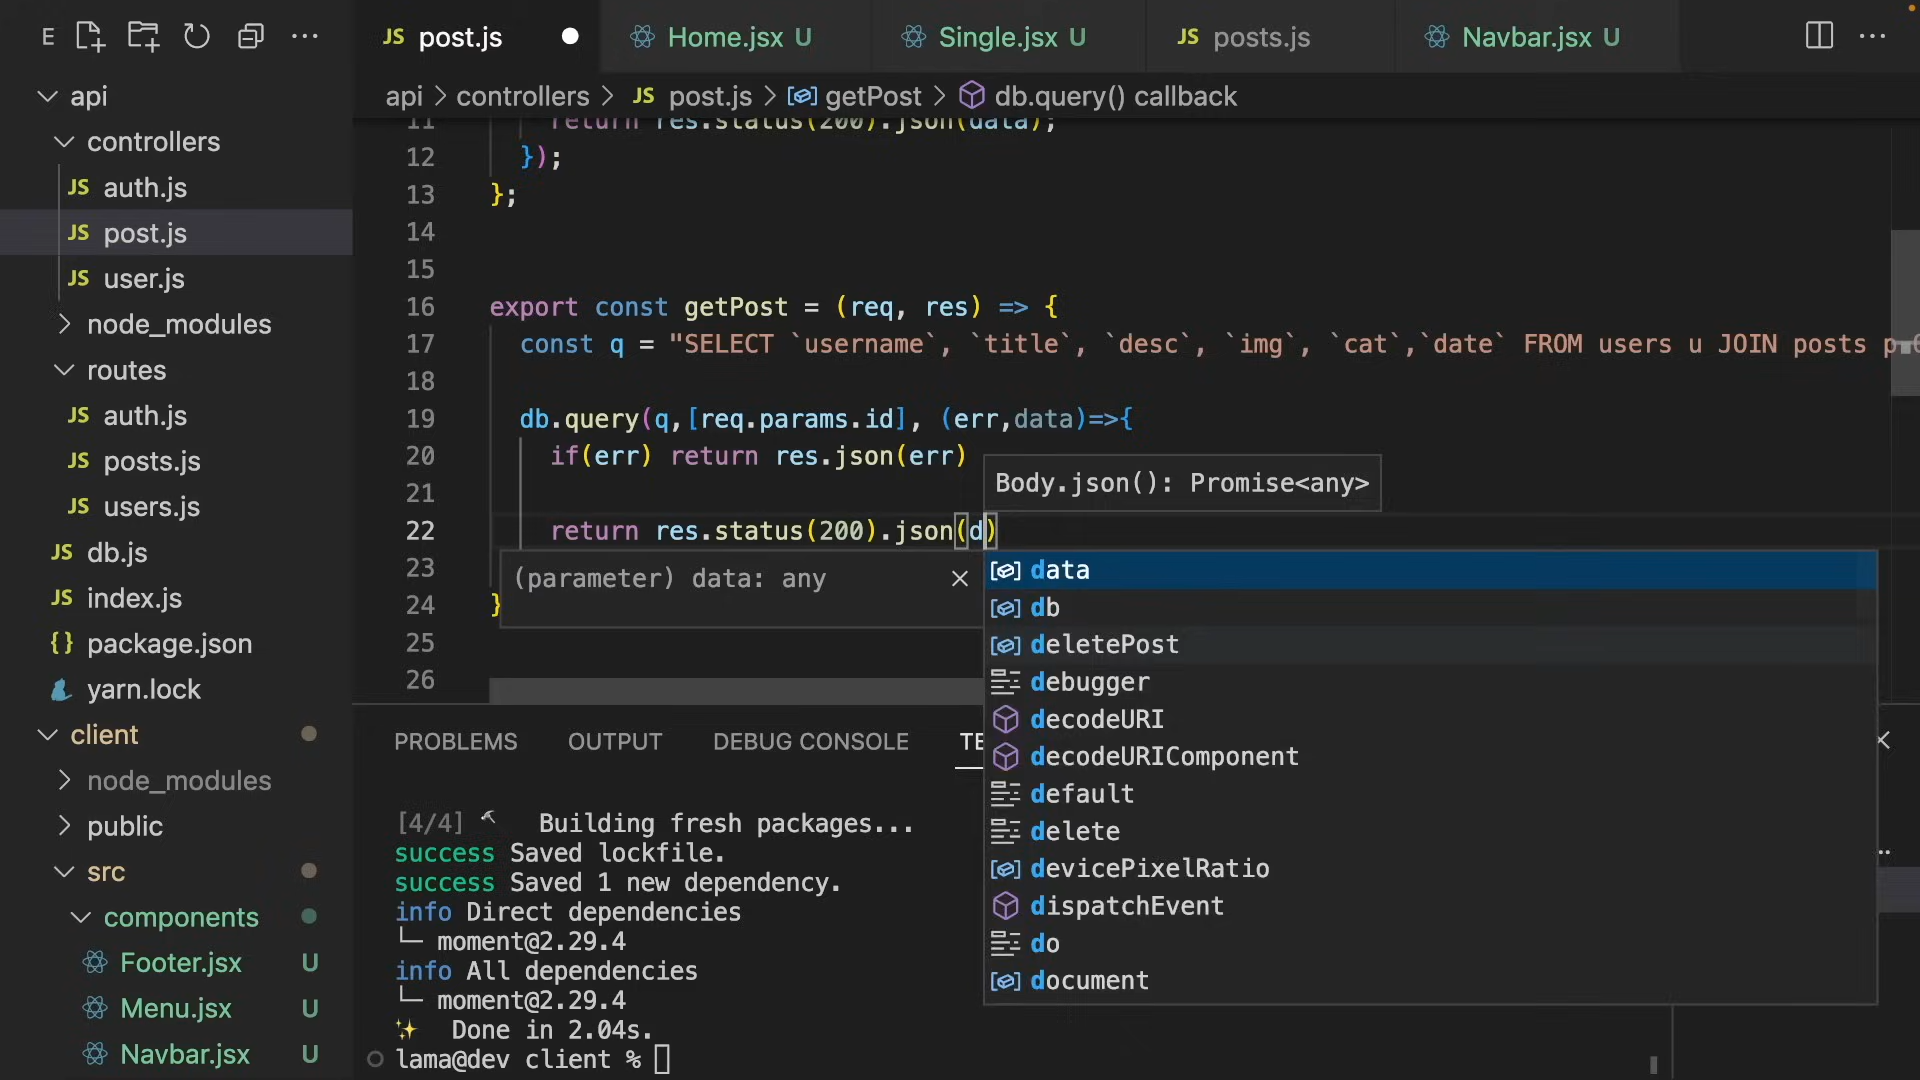 E
api
controllers
JS auth.js
JS post.js
JS user.js
node_modules
routes
JS auth.js
JS posts.js
JS users.js
JS db.js
JS index.js
{} package.json
yarn.lock
client
node_modules
public
src
components
Footer.jsx U
Menu.jsx U
Navbar.jsx U
JS post.js
Home.jsx U
Single.jsx U
JS posts.js
Navbar.jsx U
api > controllers > JS post.js > getPost > db.query() callback
11 return res.status(200).json(data);
12 });
13 };
14
15
16 export const getPost = (req, res) => {
17 const q = "SELECT `username`, `title`, `desc`, `img`, `cat`,`date` FROM users u JOIN posts p
18
19 db.query(q,[req.params.id], (err,data)=>{
20 if(err) return res.json(err)
21
22 return res.status(200).json(d)
23
24 }
25
26
Body.json(): Promise<any>
(parameter) data: any
data
db
deletePost
debugger
decodeURI
decodeURIComponent
default
delete
devicePixelRatio
dispatchEvent
do
document
PROBLEMS OUTPUT DEBUG CONSOLE TE
[4/4] Building fresh packages...
success Saved lockfile.
success Saved 1 new dependency.
info Direct dependencies
└─ moment@2.29.4
info All dependencies
└─ moment@2.29.4
✨ Done in 2.04s.
lama@dev client %